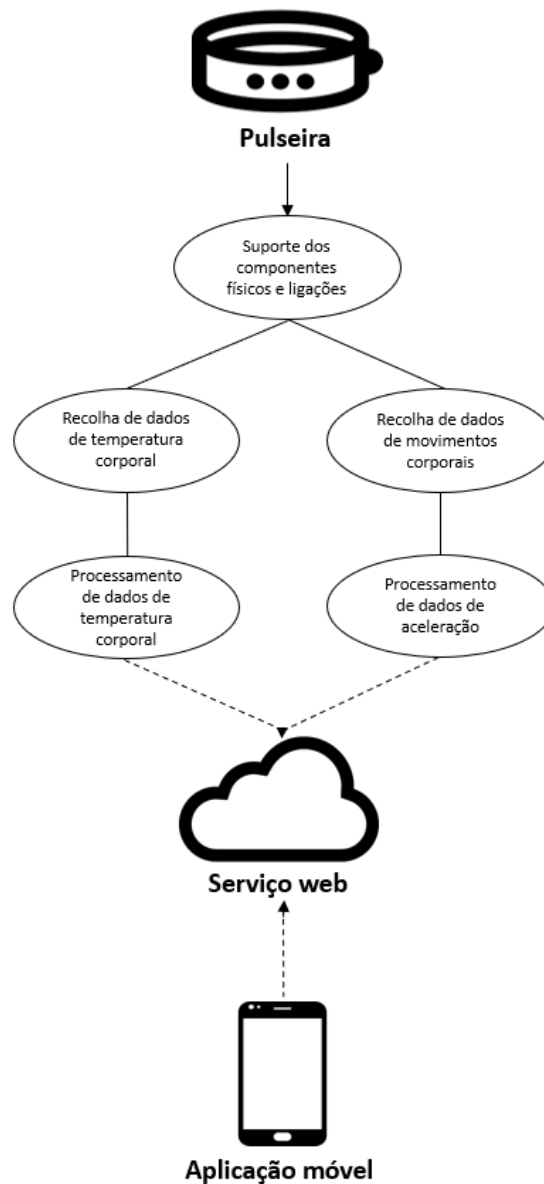 Pulseira
Suporte dos
componentes
físicos e ligações
Recolha de dados
de temperatura
corporal
Recolha de dados
de movimentos
corporais
Processamento
de dados de
temperatura
corporal
Processamento
de dados de
aceleração
Serviço web
Aplicação móvel